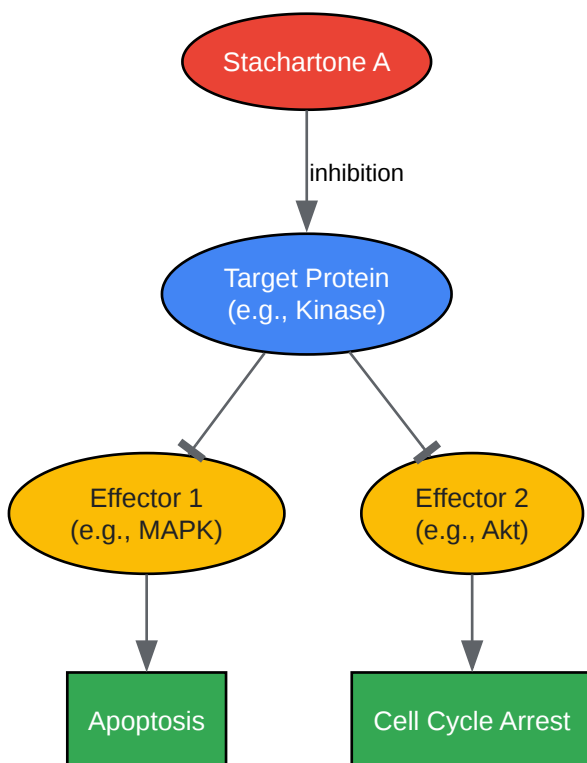 Stachartone A
inhibition
Target Protein
(e.g., Kinase)
Effector 1
(e.g., MAPK)
Effector 2
(e.g., Akt)
Apoptosis
Cell Cycle Arrest